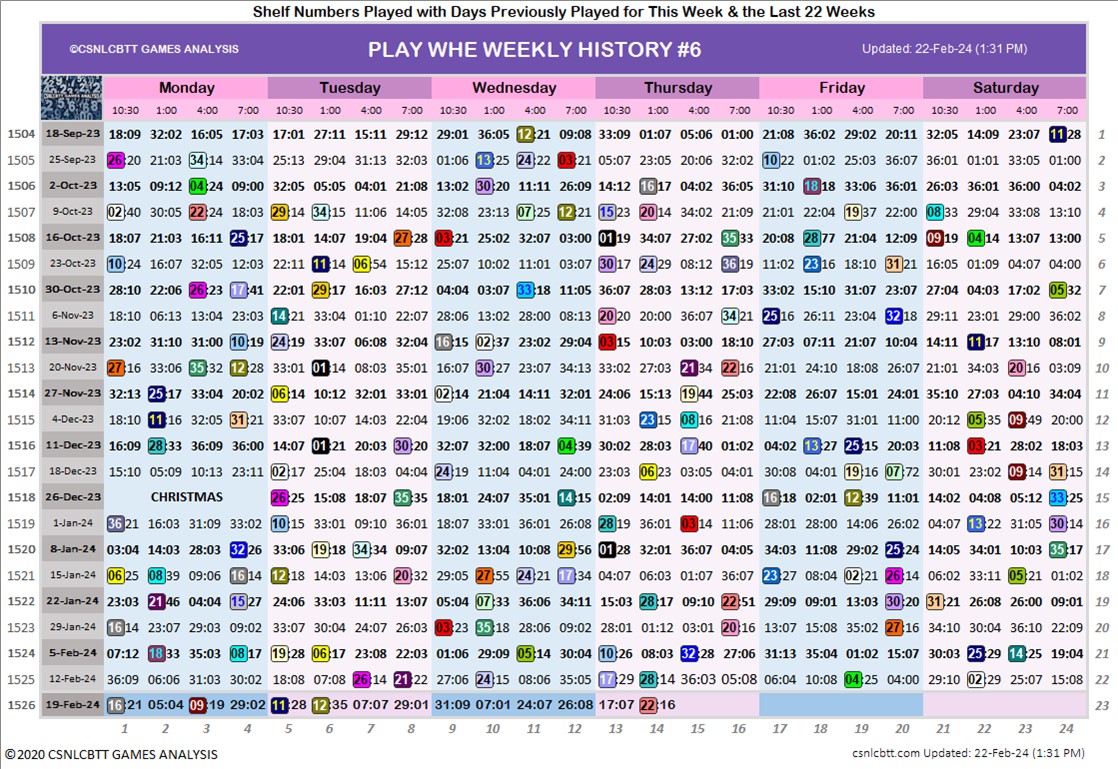 Shelf Numbers Played with Days Previously Played for This Week & the Last 22 Weeks
©CSNLCBTT GAMES ANALYSIS PLAY WHE WEEKLY HISTORY #6 Updated: 22-Feb-24 (1:31 PM)
Monday Tuesday Wednesday Thursday Friday Saturday
10:30 1:00 4:00 7:00 10:30 1:00 4:00 7:00 10:30 1:00 4:00 7:00 10:30 1:00 4:00 7:00 10:30 1:00 4:00 7:00 10:30 1:00 4:00 7:00
1504 18-Sep-23 18:09 32:02 16:05 17:03 17:01 27:11 15:11 29:12 29:01 36:05 12:21 09:08 33:09 01:07 05:06 01:00 21:08 36:02 29:02 20:11 32:05 14:09 23:07 11:28 1
1505 25-Sep-23 26:20 21:03 34:14 33:04 25:13 29:04 31:13 32:03 01:06 13:25 24:22 03:21 05:07 23:05 20:06 32:02 10:22 01:02 25:03 36:07 36:01 01:01 33:05 01:00 2
1506 2-Oct-23 13:05 09:12 04:24 09:00 32:05 05:05 04:01 21:08 13:02 30:20 11:11 26:09 14:12 16:17 04:02 36:05 31:10 18:18 33:06 36:01 26:03 36:01 36:00 04:02 3
1507 9-Oct-23 02:40 30:05 22:24 18:03 29:14 34:15 11:06 14:05 32:08 23:13 07:25 12:21 15:23 20:14 34:02 21:09 21:01 22:04 19:37 22:00 08:33 29:04 33:08 13:10 4
1508 16-Oct-23 18:07 21:03 16:11 25:17 18:01 14:07 19:04 27:28 03:21 25:02 32:07 03:00 01:19 34:07 27:02 35:33 20:08 28:77 21:04 12:09 09:19 04:14 13:07 13:00 5
1509 23-Oct-23 10:24 16:07 32:05 12:03 22:11 11:14 06:54 15:12 25:07 10:02 11:01 03:07 30:17 24:29 08:12 36:19 11:02 23:16 18:10 31:21 16:05 01:09 04:07 04:00 6
1510 30-Oct-23 28:10 22:06 26:23 17:41 22:01 29:17 16:03 27:12 04:04 03:07 33:18 11:05 36:07 28:03 13:12 17:03 33:02 15:10 31:07 32:07 27:04 04:03 17:02 05:32 7
1511 6-Nov-23 18:10 06:13 13:04 23:03 14:21 33:04 01:10 22:07 28:06 13:02 28:00 08:13 20:20 20:00 36:07 34:21 25:16 26:11 23:04 32:18 29:11 23:01 29:00 36:02 8
1512 13-Nov-23 23:02 31:10 31:00 10:19 24:19 33:07 06:08 32:04 16:15 02:37 23:02 29:04 03:15 10:03 03:00 18:10 27:03 07:11 21:07 10:04 14:11 11:17 13:10 08:01 9
1513 20-Nov-23 27:16 33:06 35:32 12:28 33:01 01:14 08:03 35:01 16:07 30:27 23:07 14:10 33:02 27:03 21:34 22:16 21:01 24:10 18:08 26:07 21:01 34:03 20:16 03:09 10
1514 27-Nov-23 32:13 25:17 33:04 20:02 06:14 10:12 32:01 33:01 02:14 21:04 14:11 32:01 24:06 15:13 19:44 25:03 22:08 26:07 15:01 24:01 35:10 27:03 04:10 34:04 11
1515 4-Dec-23 18:10 11:16 32:05 31:21 33:07 10:07 14:03 22:04 19:06 32:03 18:02 34:01 31:03 23:15 08:16 21:08 11:04 15:07 31:01 11:00 20:12 05:35 09:49 20:00 12
1516 11-Dec-23 16:09 28:33 36:09 36:00 14:07 01:21 20:03 30:20 32:07 32:00 18:07 04:39 30:02 28:03 17:40 01:02 04:02 13:27 25:15 20:03 11:08 03:21 28:02 18:03 13
1517 18-Dec-23 15:10 05:09 10:13 23:11 02:17 25:04 18:03 04:04 24:19 11:04 04:01 24:00 23:03 06:23 03:05 04:01 30:08 04:01 19:16 07:72 30:01 23:02 09:14 31:15 14
1518 26-Dec-23 CHRISTMAS 26:25 15:08 18:07 35:35 18:01 24:07 35:01 14:15 02:09 14:01 14:00 11:08 16:18 02:01 12:39 11:01 14:02 04:08 05:12 33:25 15
1519 1-Jan-24 36:21 16:03 31:09 33:02 10:15 33:01 09:10 36:01 18:07 33:01 36:01 26:08 28:19 36:01 03:14 11:06 28:01 28:00 14:06 26:02 04:07 13:22 31:05 30:14 16
1520 8-Jan-24 03:04 14:03 28:03 32:26 33:06 19:18 34:34 09:07 32:02 13:04 10:08 29:56 01:28 32:01 36:07 04:05 34:03 11:08 29:02 25:24 14:05 34:01 10:03 35:17 17
1521 15-Jan-24 06:25 08:39 09:06 16:14 12:18 14:03 13:06 20:32 29:05 27:55 24:21 17:34 04:07 06:03 01:07 36:07 23:27 08:04 02:21 26:14 06:02 33:11 05:21 01:02 18
1522 22-Jan-24 23:03 21:46 04:04 15:27 24:06 33:03 11:11 13:07 05:04 07:33 36:06 34:11 15:03 28:17 09:10 22:51 29:09 09:01 13:03 30:20 31:21 26:08 26:00 09:01 19
1523 29-Jan-24 16:14 23:07 29:03 09:02 33:07 30:04 24:07 26:03 03:23 35:18 28:06 09:02 28:01 01:12 03:01 20:16 13:07 15:08 35:01 27:16 34:10 30:04 36:10 22:09 20
1524 5-Feb-24 07:12 18:33 35:03 08:17 19:28 06:17 23:08 22:03 01:06 29:09 05:14 30:04 10:26 08:03 32:28 27:06 31:13 35:04 01:02 15:07 30:03 25:29 14:25 19:04 21
1525 12-Feb-24 36:09 06:06 31:03 30:02 18:08 07:08 26:14 21:22 27:06 24:15 08:06 35:05 17:29 28:14 36:03 05:08 06:04 10:08 04:25 04:00 29:10 02:29 25:07 15:08 22
1526 19-Feb-24 16:21 05:04 09:19 29:02 11:28 12:35 07:07 29:01 31:09 07:01 24:07 26:08 17:07 22:16 23
1 2 3 4 5 6 7 8 9 10 11 12 13 14 15 16 17 18 19 20 21 22 23 24
©2020 CSNLCBTT GAMES ANALYSIS csnlcbtt.com Updated: 22-Feb-24 (1:31 PM)